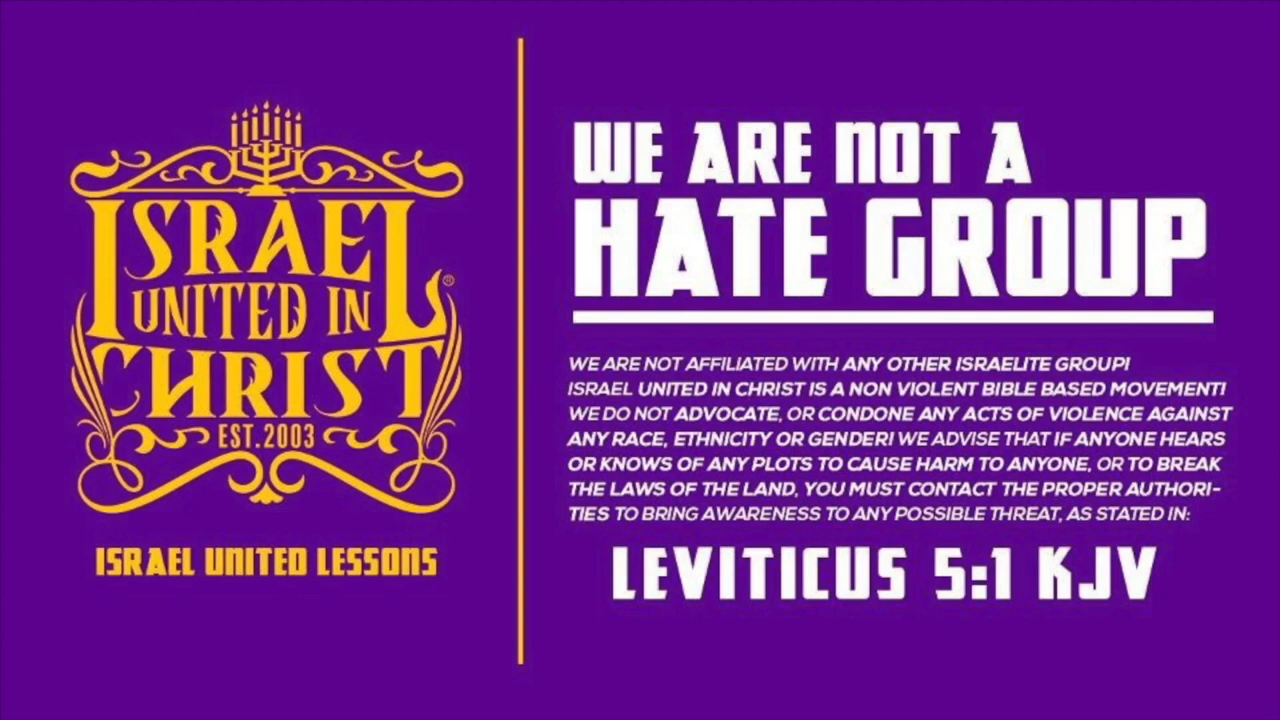 ISRAEL
UNITED IN
CHRIST
EST.2003
ISRAEL UNITED LESSONS
WE ARE NOT A
HATE GROUP
WE ARE NOT AFFILIATED WITH ANY OTHER ISRAELITE GROUP!
ISRAEL UNITED IN CHRIST IS A NON VIOLENT BIBLE BASED MOVEMENT!
WE DO NOT ADVOCATE, OR CONDONE ANY ACTS OF VIOLENCE AGAINST
ANY RACE, ETHNICITY OR GENDER! WE ADVISE THAT IF ANYONE HEARS
OR KNOWS OF ANY PLOTS TO CAUSE HARM TO ANYONE, OR TO BREAK
THE LAWS OF THE LAND, YOU MUST CONTACT THE PROPER AUTHORI-
TIES TO BRING AWARENESS TO ANY POSSIBLE THREAT, AS STATED IN:
LEVITICUS 5:1 KJV